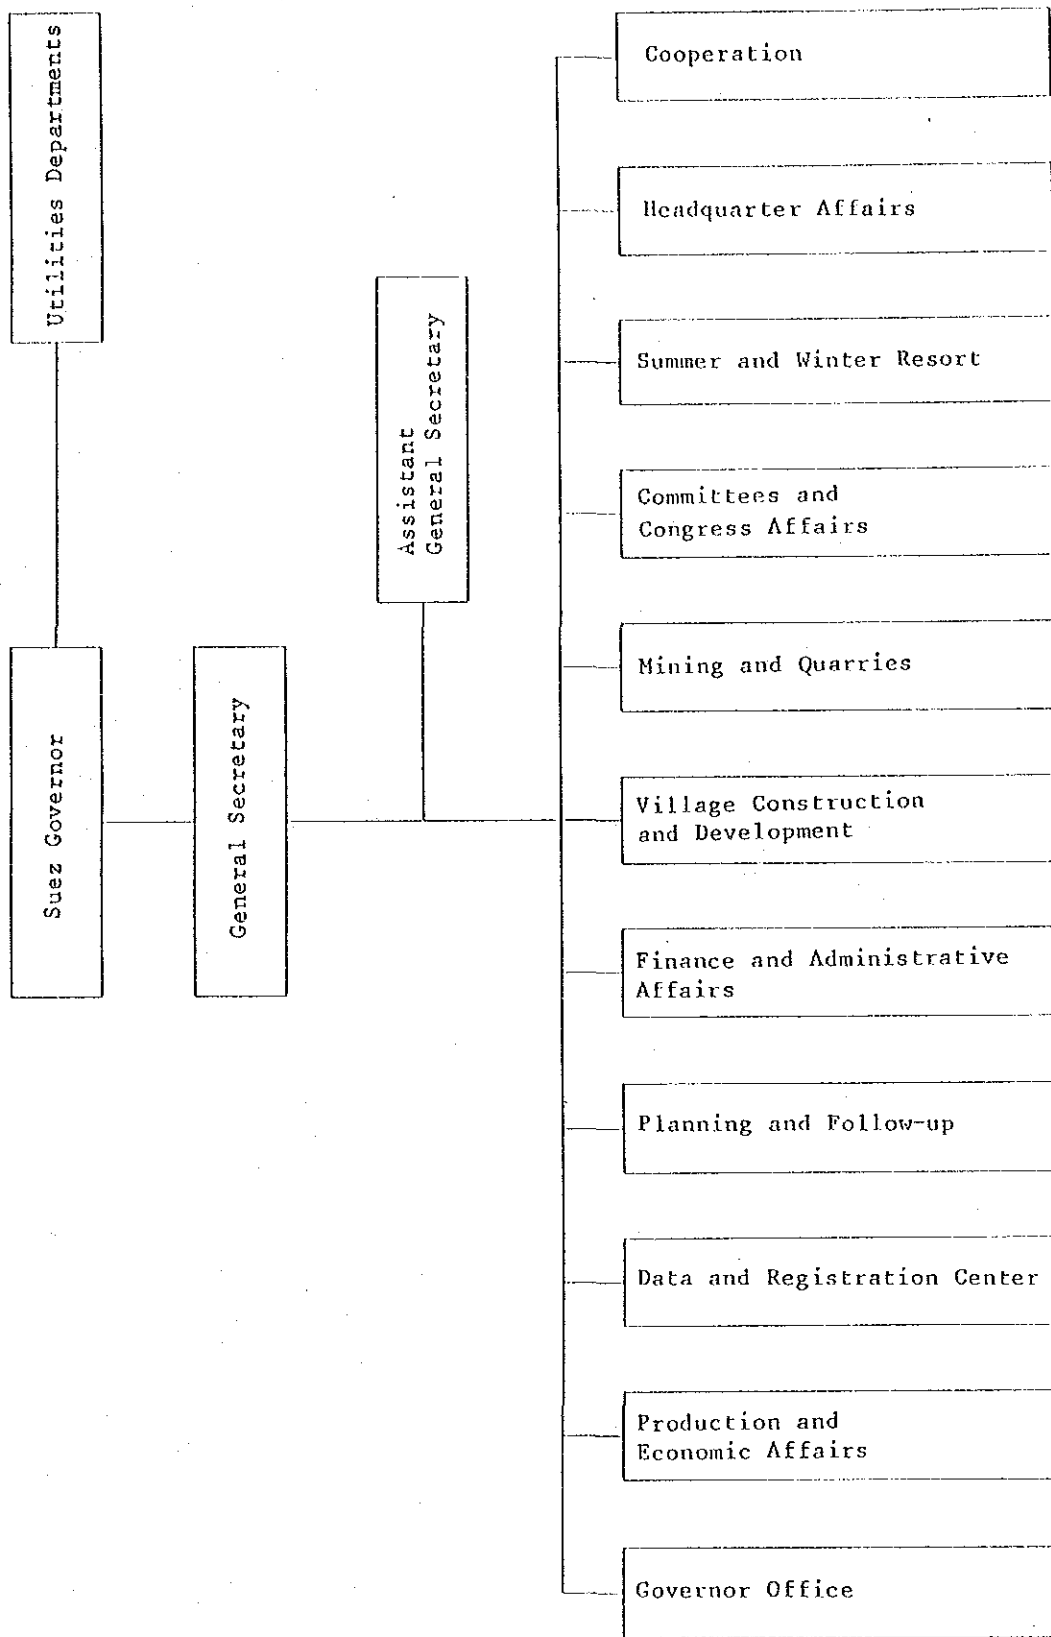 Utilities Departments
Suez Governor
General Secretary
Assistant
General Secretary
Cooperation
Headquarter Affairs
Summer and Winter Resort
Committees and
Congress Affairs
Mining and Quarries
Village Construction
and Development
Finance and Administrative
Affairs
Planning and Follow-up
Data and Registration Center
Production and
Economic Affairs
Governor Office